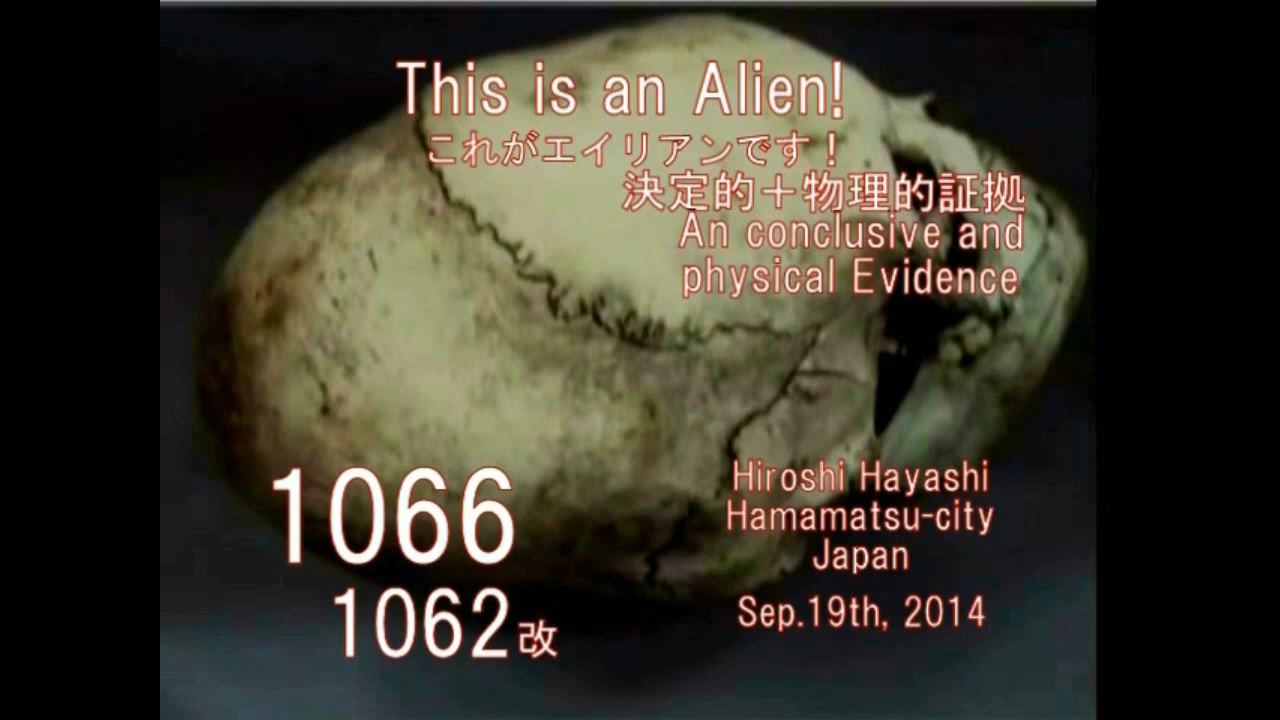 This is an Alien!
これがエイリアンです！
決定的＋物理的証拠
An conclusive and
physical Evidence
1066
1062改
Hiroshi Hayashi
Hamamatsu-city
Japan
Sep.19th, 2014